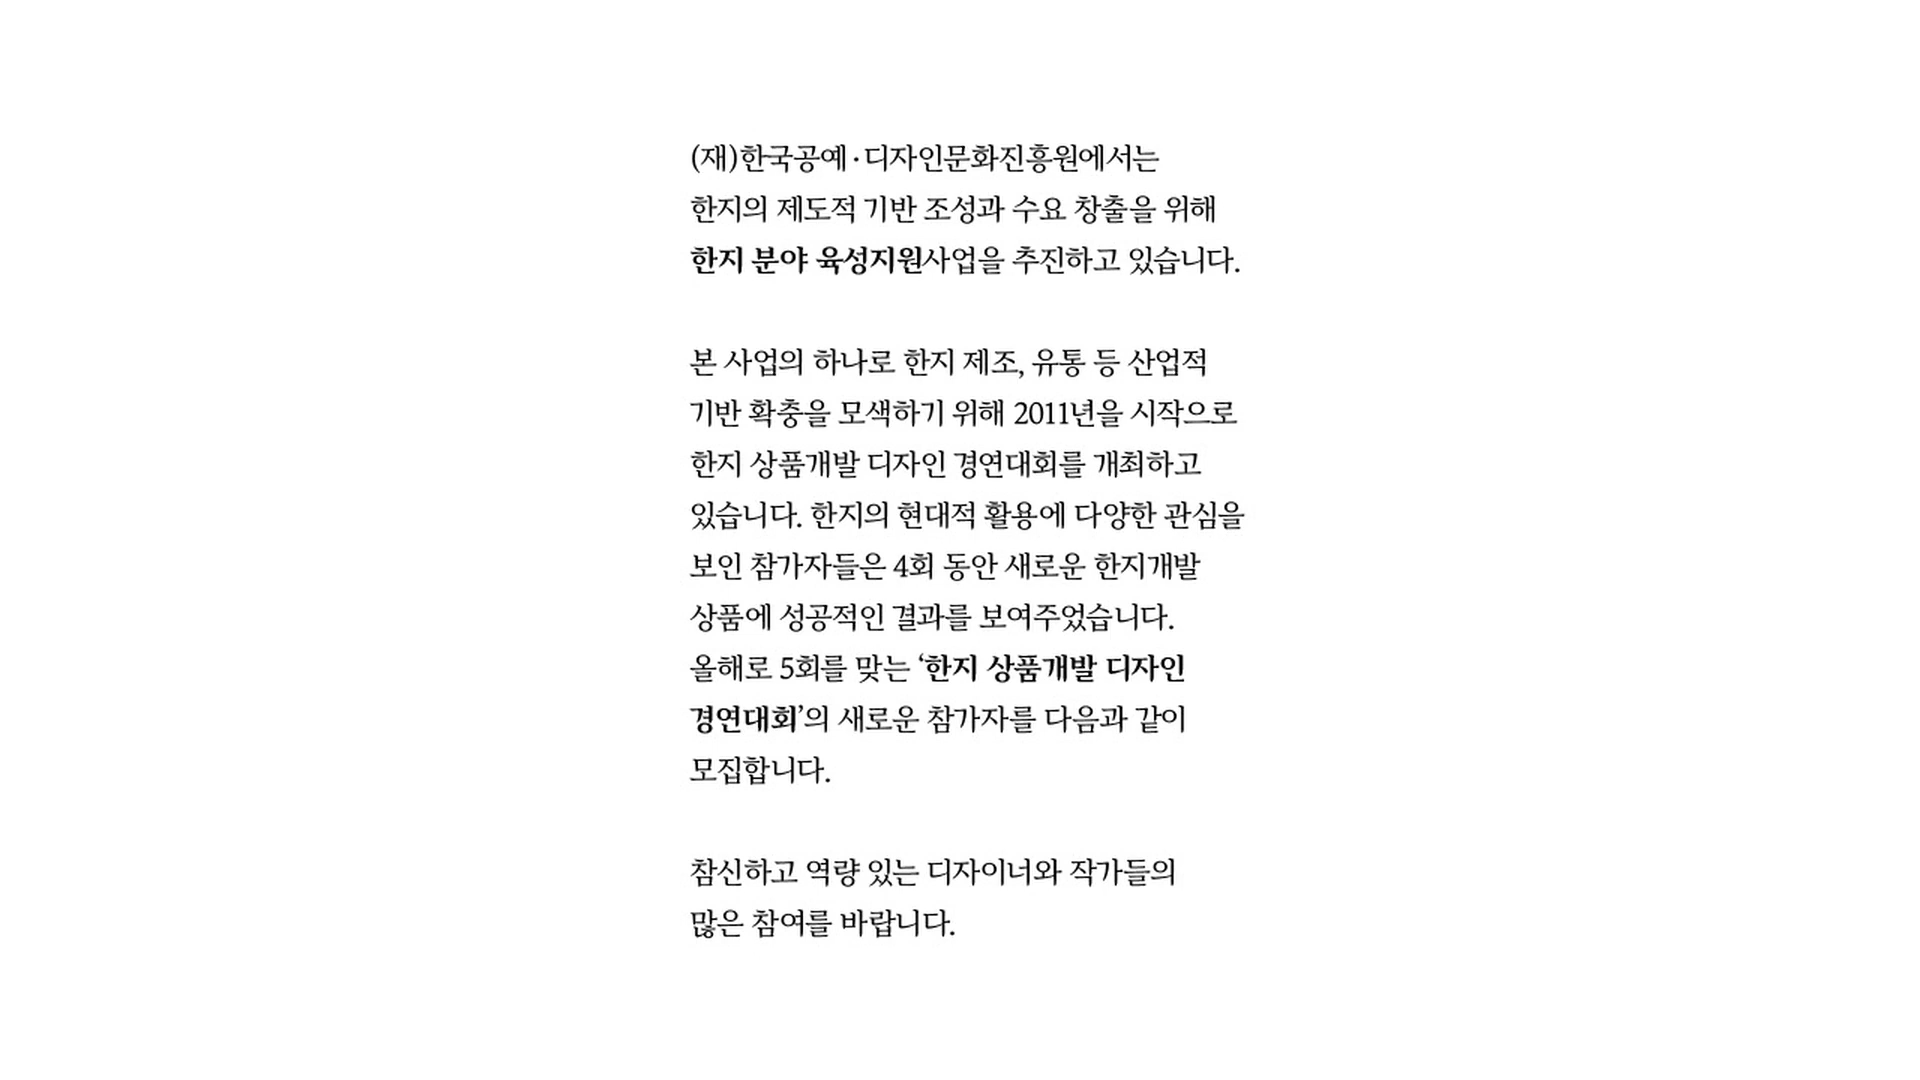 (재)한국공예·디자인문화진흥원에서는
한지의 제도적 기반 조성과 수요 창출을 위해
한지 분야 육성지원사업을 추진하고 있습니다.
본 사업의 하나로 한지 제조, 유통 등 산업적
기반 확충을 모색하기 위해 2011년을 시작으로
한지 상품개발 디자인 경연대회를 개최하고
있습니다. 한지의 현대적 활용에 다양한 관심을
보인 참가자들은 4회 동안 새로운 한지개발
상품에 성공적인 결과를 보여주었습니다.
올해로 5회를 맞는 ‘한지 상품개발 디자인
경연대회’의 새로운 참가자를 다음과 같이
모집합니다.
참신하고 역량 있는 디자이너와 작가들의
많은 참여를 바랍니다.